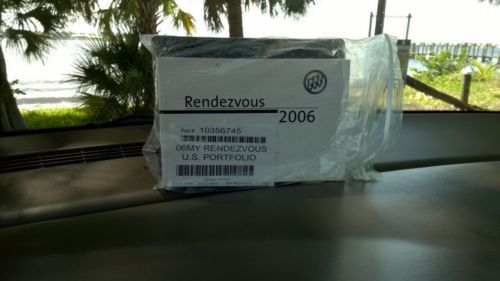 Rendezvous
2006
Part# 10356745
06MY RENDEZVOUS
U.S. PORTFOLIO